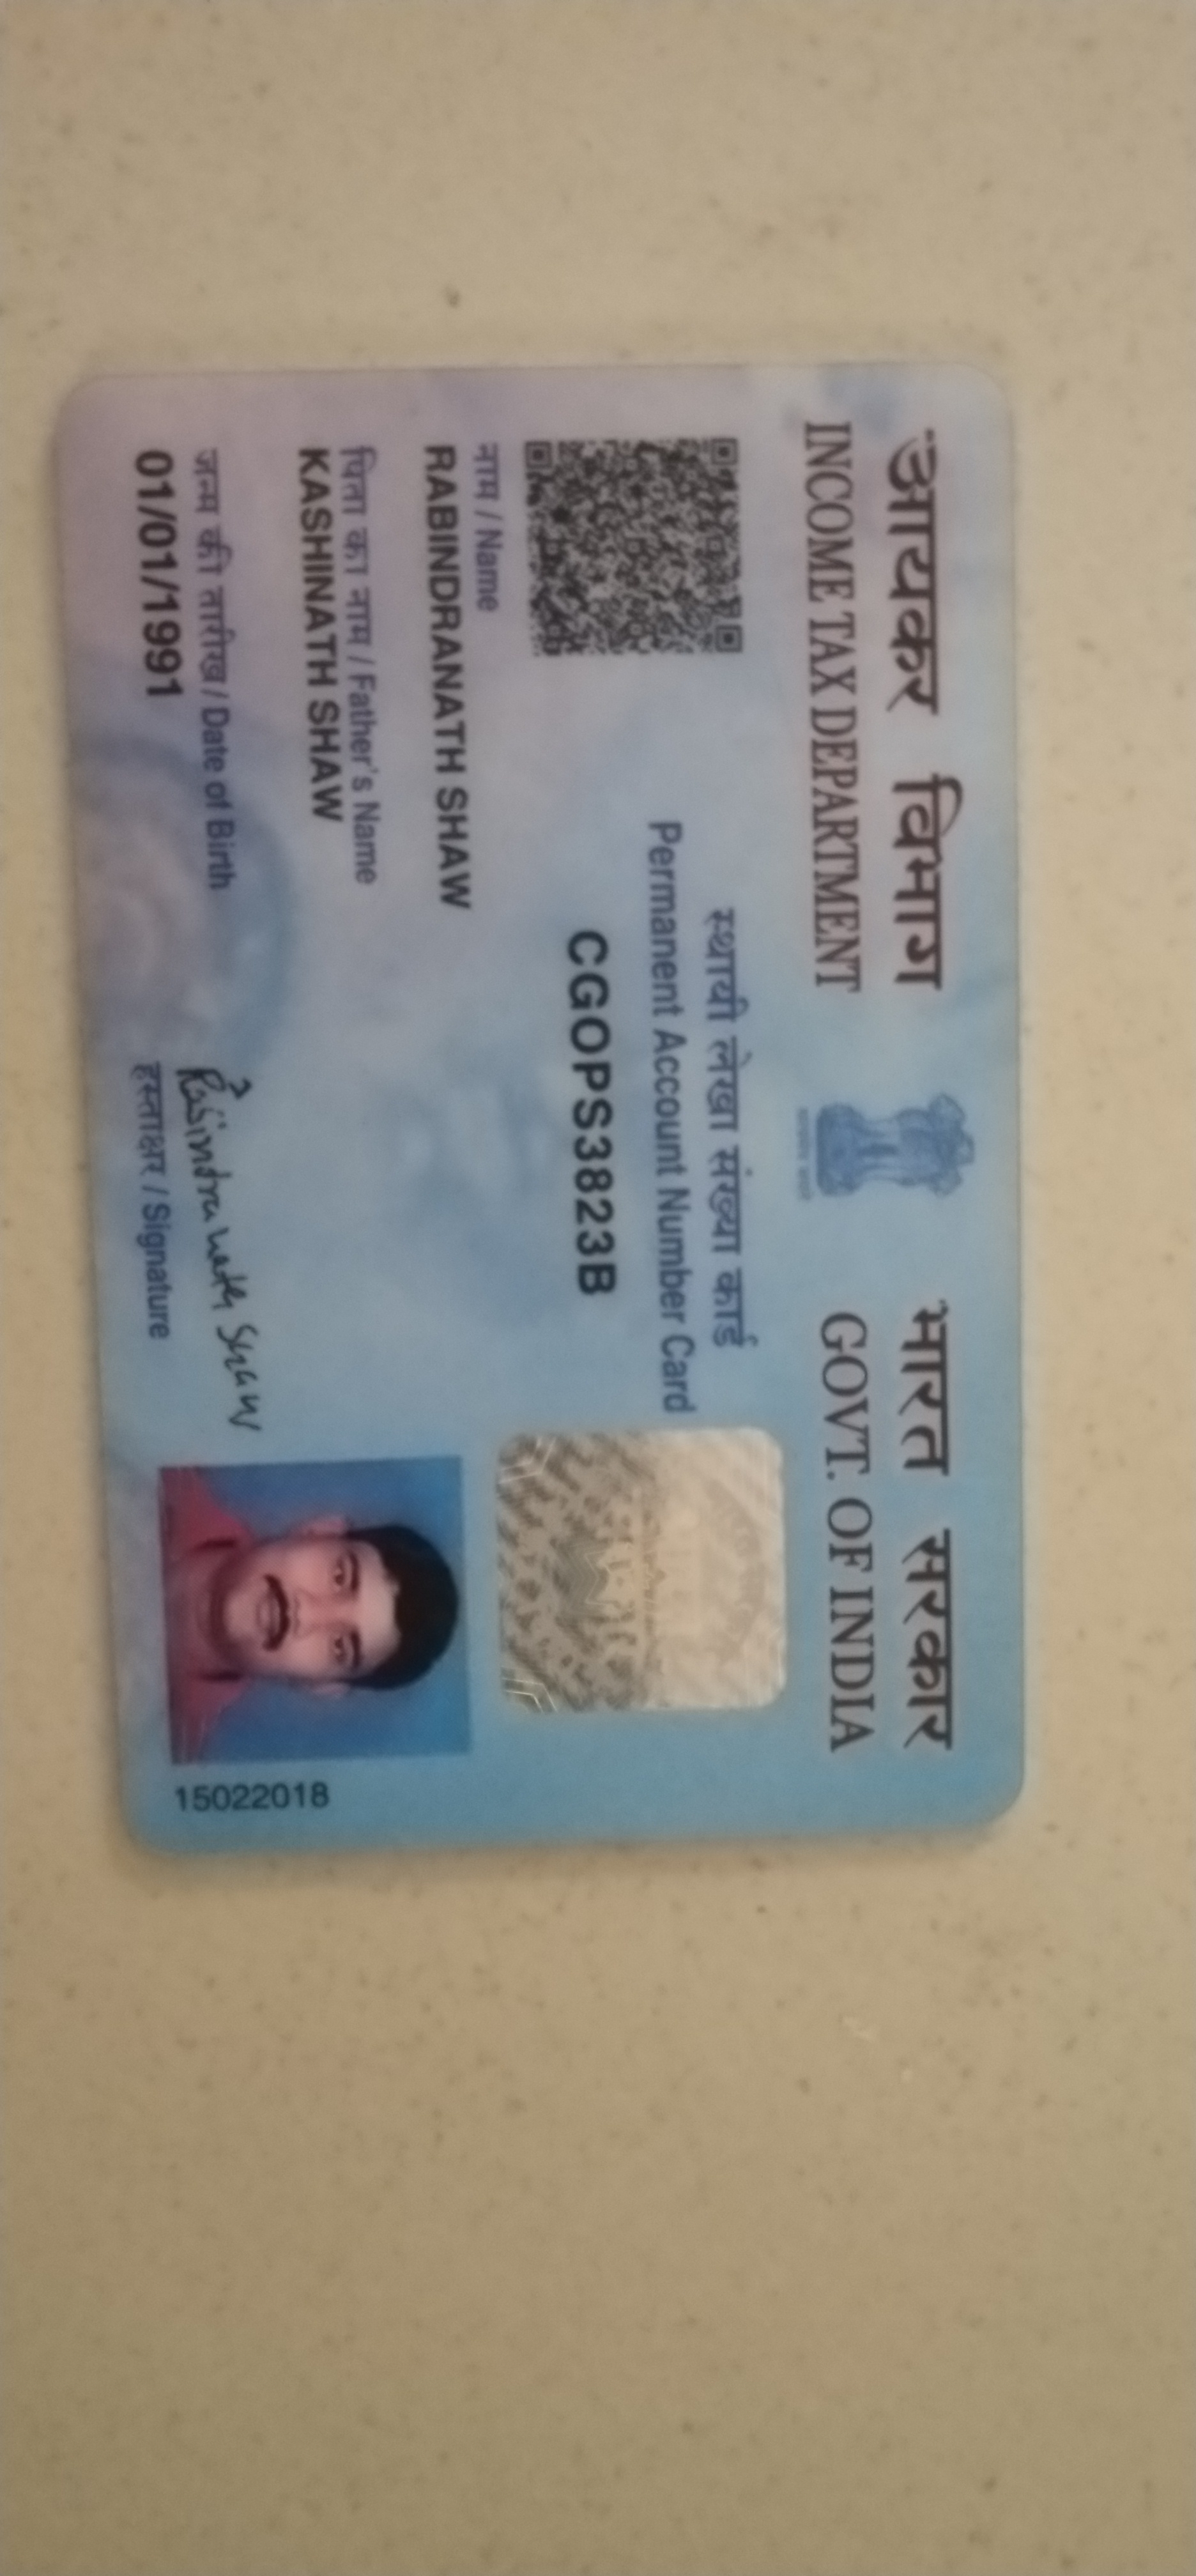 आयकर विभाग
INCOME TAX DEPARTMENT
भारत सरकार
GOVT. OF INDIA
स्थायी लेखा संख्या कार्ड
Permanent Account Number Card
CGOPS3823B
नाम / Name
RABINDRANATH SHAW
पिता का नाम / Father's Name
KASHINATH SHAW
जन्म की तारीख / Date of Birth
01/01/1991
Rabindranath Shaw
हस्ताक्षर / Signature
15022018